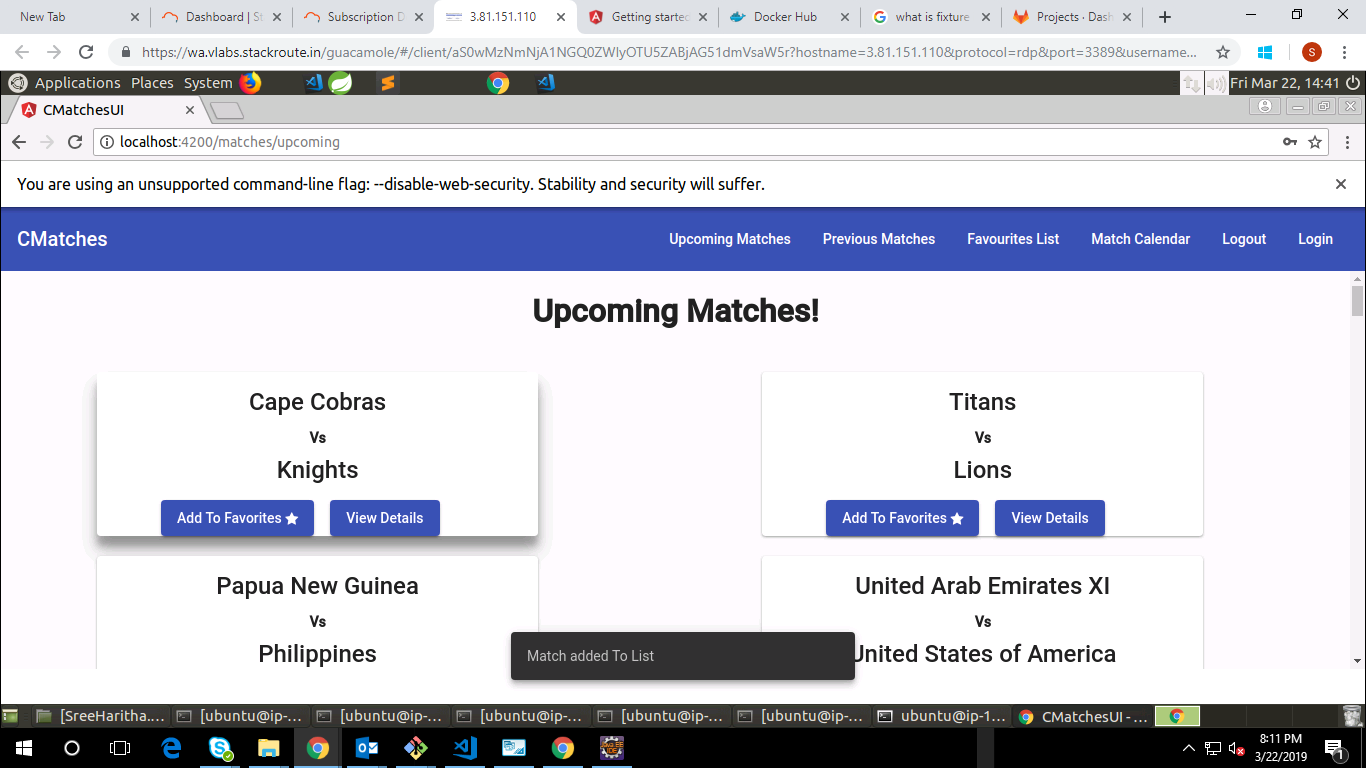 New Tab
Dashboard | St
Subscription D
3.81.151.110
Getting started
Docker Hub
what is fixture
Projects · Dash
https://wa.vlabs.stackroute.in/guacamole/#/client/aS0wMzNmNjA1NGQ0ZWIyOTU5ZABjAG51dmVsaW5r?hostname=3.81.151.110&protocol=rdp&port=3389&username...
S
Applications Places System
Fri Mar 22, 14:41
CMatchesUI
localhost:4200/matches/upcoming
You are using an unsupported command-line flag: --disable-web-security. Stability and security will suffer.
CMatches
Upcoming Matches
Previous Matches
Favourites List
Match Calendar
Logout
Login
Upcoming Matches!
Cape Cobras
Vs
Knights
Add To Favorites
View Details
Titans
Vs
Lions
Add To Favorites
View Details
Papua New Guinea
Vs
Philippines
United Arab Emirates XI
Vs
United States of America
Match added To List
[SreeHaritha....
[ubuntu@ip-...
[ubuntu@ip-...
[ubuntu@ip-...
[ubuntu@ip-...
[ubuntu@ip-...
ubuntu@ip-1...
CMatchesUI - ...
8:11 PM
3/22/2019
1